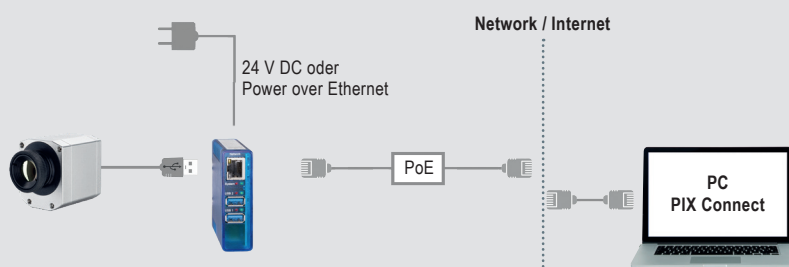 Network / Internet
24 V DC oder
Power over Ethernet
PoE
PC
PIX Connect